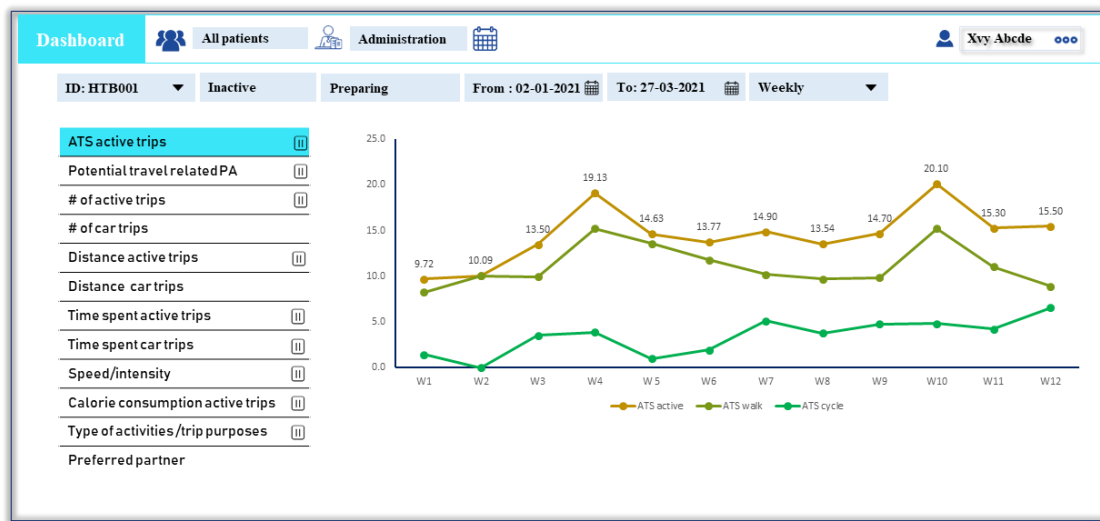 Dashboard All patients Administration Xvy Abcde
ID: HTB001 Inactive Preparing From : 02-01-2021 To: 27-03-2021 Weekly
ATS active trips
Potential travel related PA
# of active trips
# of car trips
Distance active trips
Distance car trips
Time spent active trips
Time spent car trips
Speed/intensity
Calorie consumption active trips
Type of activities /trip purposes
Preferred partner
25.0
20.0
15.0
10.0
5.0
0.0
9.72 10.09 13.50 19.13 14.63 13.77 14.90 13.54 14.70 20.10 15.30 15.50
W1 W2 W3 W4 W5 W6 W7 W8 W9 W10 W11 W12
ATS active ATS walk ATS cycle